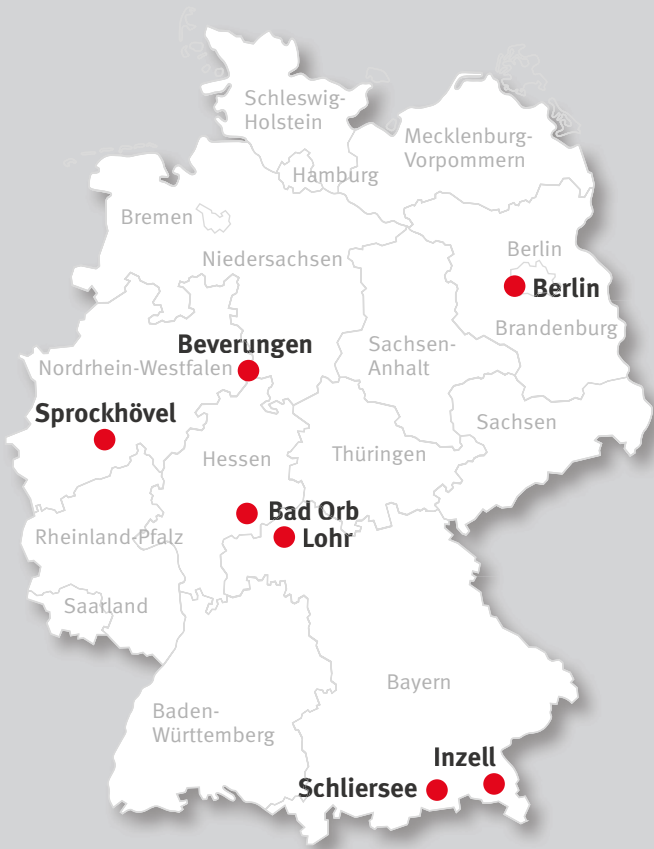 Schleswig-
Holstein
Mecklenburg-
Vorpommern
Hamburg
Bremen
Niedersachsen
Berlin
Berlin
Brandenburg
Beverungen
Sachsen-
Anhalt
Nordrhein-Westfalen
Sprockhövel
Sachsen
Hessen
Thüringen
Bad Orb
Lohr
Rheinland-Pfalz
Saarland
Bayern
Baden-
Württemberg
Inzell
Schliersee